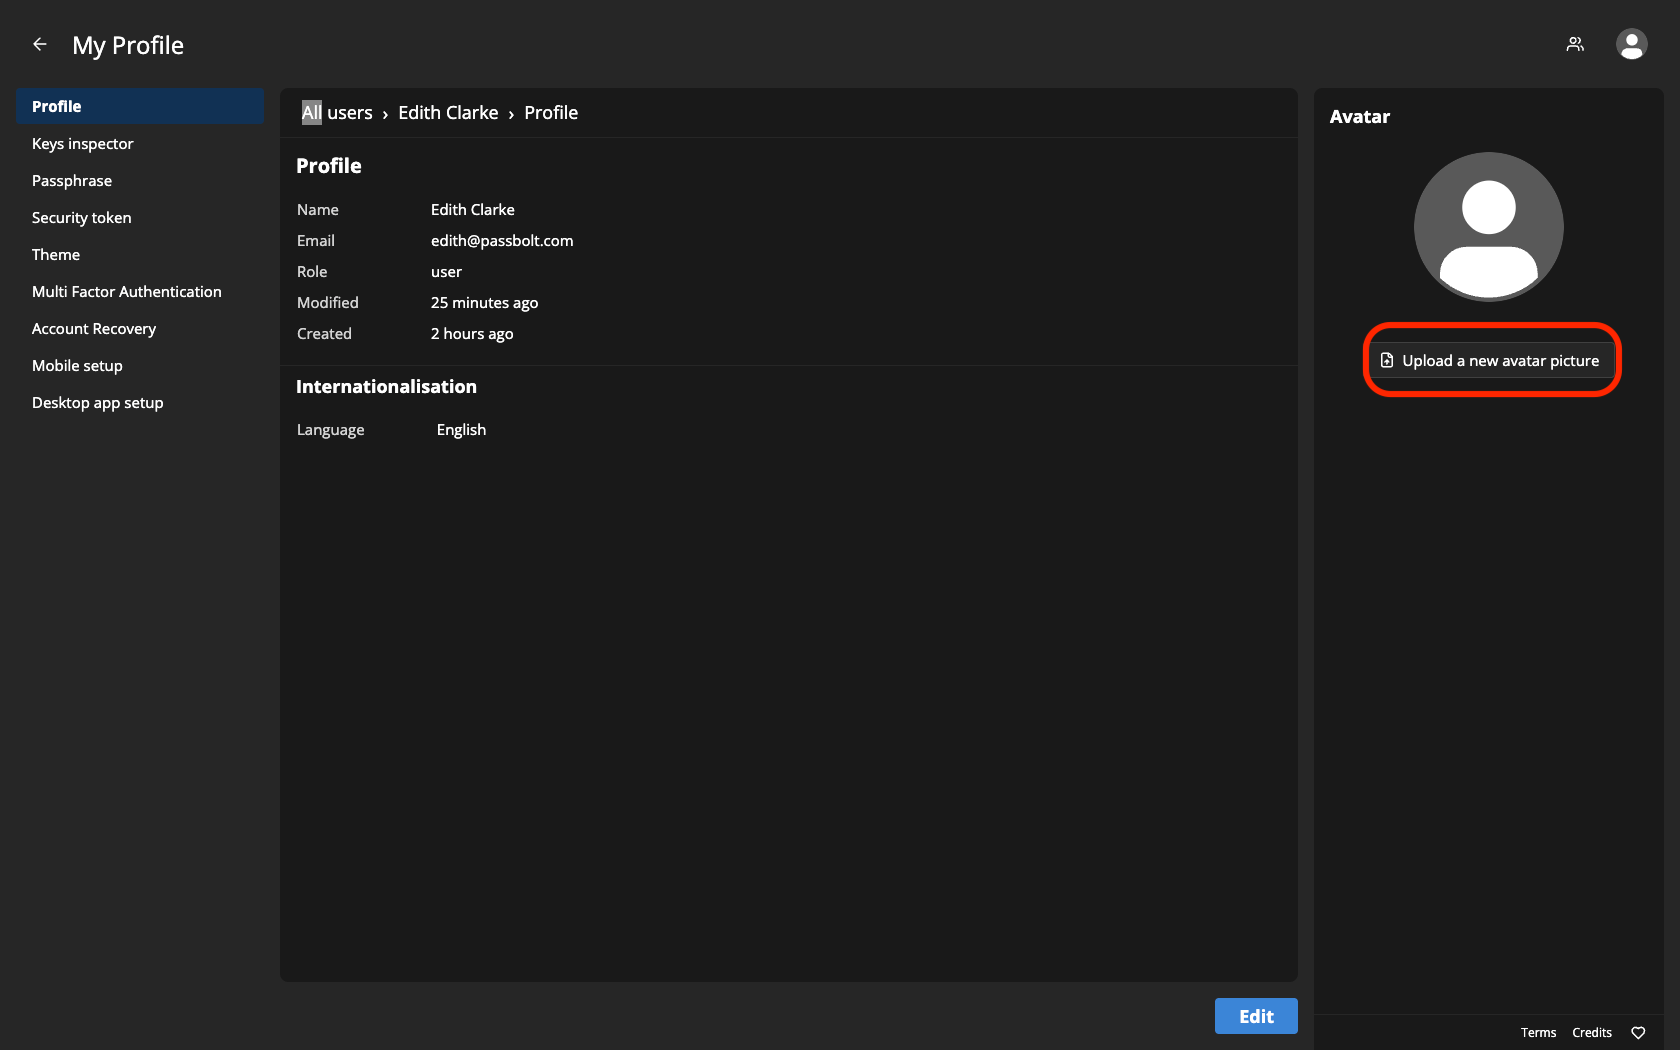 My Profile
Profile
Keys inspector
Passphrase
Security token
Theme
Multi Factor Authentication
Account Recovery
Mobile setup
Desktop app setup
All users › Edith Clarke › Profile
Profile
Name Edith Clarke
Email edith@passbolt.com
Role user
Modified 25 minutes ago
Created 2 hours ago
Internationalisation
Language English
Edit
Avatar
Upload a new avatar picture
Terms Credits